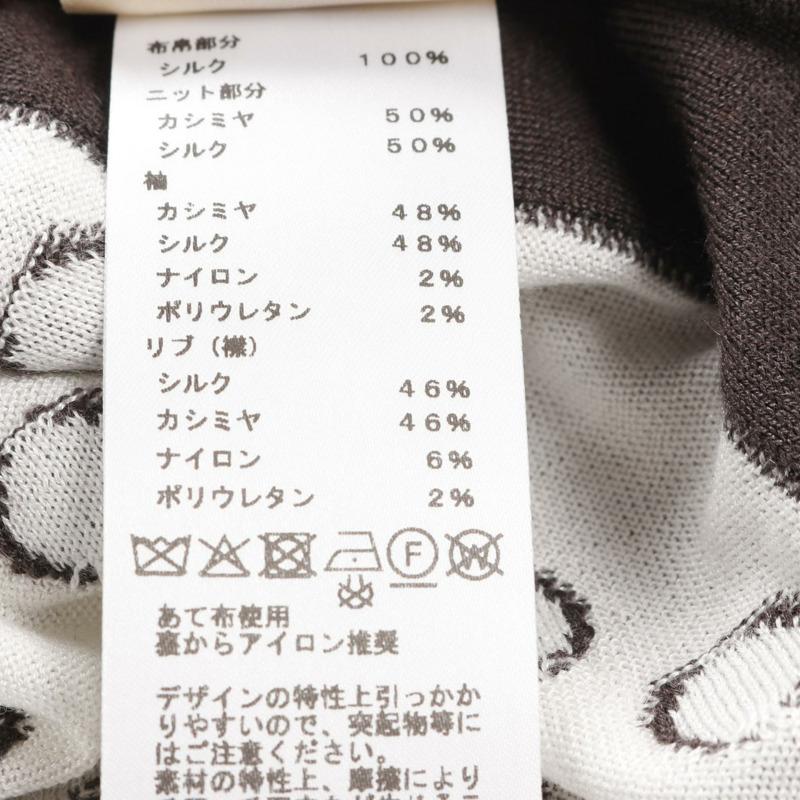 布帛部分
シルク 100%
ニット部分
カシミヤ 50%
シルク 50%
袖
カシミヤ 48%
シルク 48%
ナイロン 2%
ポリウレタン 2%
リブ（襟）
シルク 46%
カシミヤ 46%
ナイロン 6%
ポリウレタン 2%
F W
あて布使用
裏からアイロン推奨
デザインの特性上引っかか
りやすいので、突起物等に
はご注意ください。
素材の特性上、摩擦により